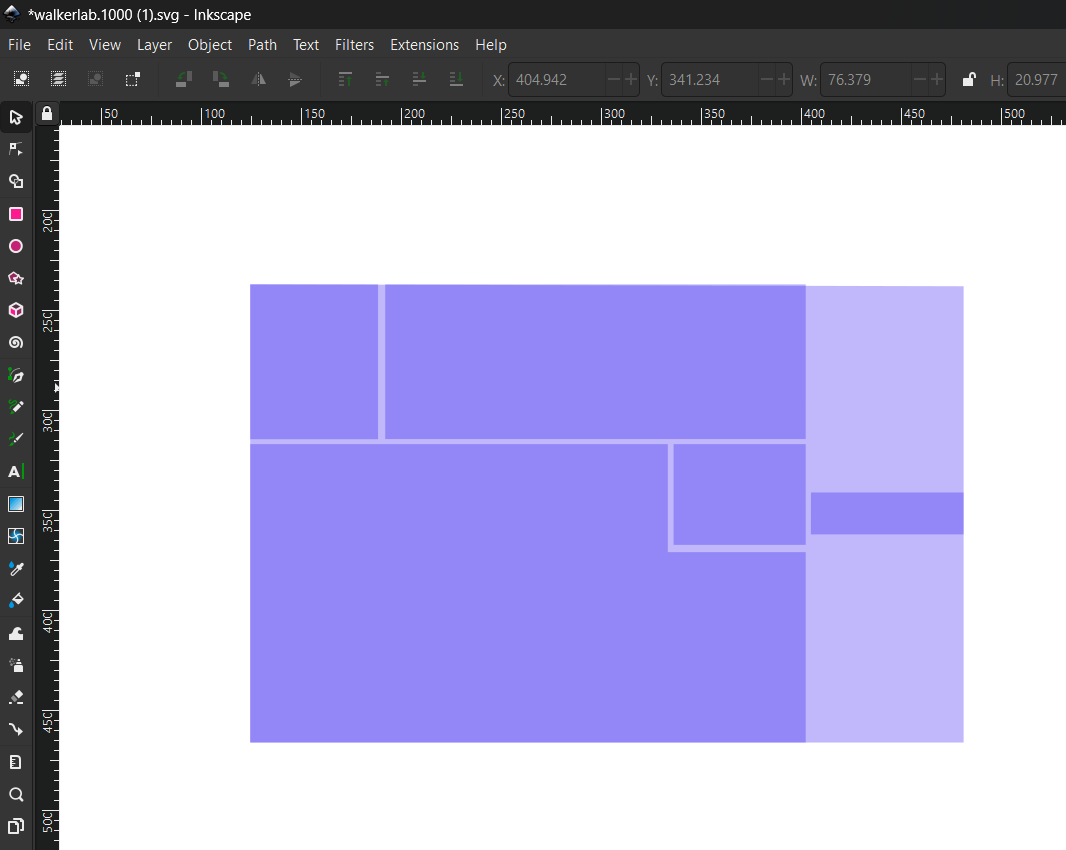 *walkerlab.1000 (1).svg - Inkscape
File Edit View Layer Object Path Text Filters Extensions Help
X: 404.942 Y: 341.234 W: 76.379 H: 20.977
50 100 150 200 250 300 350 400 450 500
200
250
300
350
400
450
500